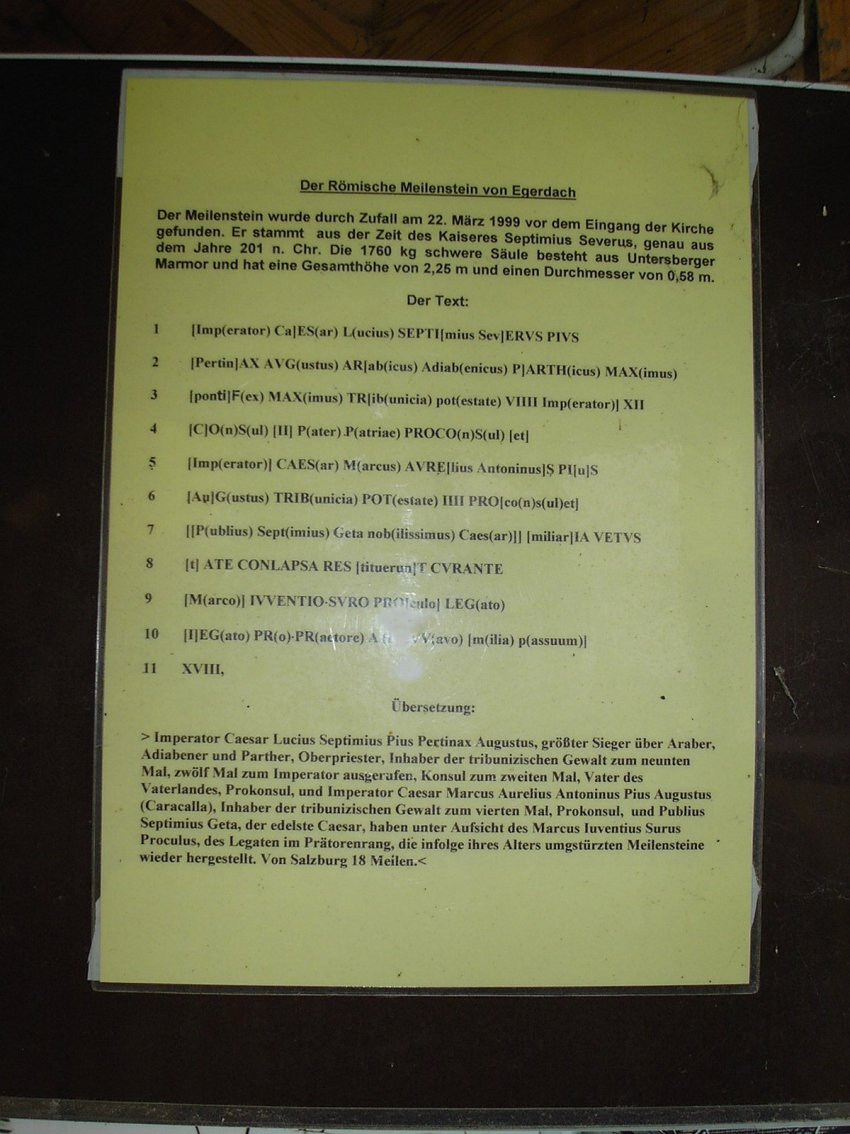 Der Römische Meilenstein von Egerdach
Der Meilenstein wurde durch Zufall am 22. März 1999 vor dem Eingang der Kirche
gefunden. Er stammt aus der Zeit des Kaiseres Septimius Severus, genau aus
dem Jahre 201 n. Chr. Die 1760 kg schwere Säule besteht aus Untersberger
Marmor und hat eine Gesamthöhe von 2,25 m und einen Durchmesser von 0,58 m.
Der Text:
1 [Imp(erator) Ca]ES(ar) L(ucius) SEPTI[mius Sev]ERVS PIVS
2 [Pertin]AX AVG(ustus) AR[ab(icus) Adiab(enicus) P]ARTH(icus) MAX(imus)
3 [ponti]F(ex) MAX(imus) TR[ib(unicia) pot(estate) VIIII Imp(erator)] XII
4 [C]O(n)S(ul) [II] P(ater) P(atriae) PROCO(n)S(ul) [et]
5 [Imp(erator)] CAES(ar) M(arcus) AVRE[lius Antoninus]S PI[u]S
6 [Au]G(ustus) TRIB(unicia) POT(estate) IIII PRO[co(n)s(ul)et]
7 [[P(ublius) Sept(imius) Geta nob(ilissimus) Caes(ar)]] [miliar]IA VETVS
8 [t] ATE CONLAPSA RES [tituerun]T CVRANTE
9 [M(arco)] IVVENTIO-SVRO PRO[culo] LEG(ato)
10 [I]EG(ato) PR(o)-PR(aetore) A V(avo) [m(ilia) p(assuum)]
11 XVIII,
Übersetzung:
> Imperator Caesar Lucius Septimius Pius Pertinax Augustus, größter Sieger über Araber,
Adiabener und Parther, Oberpriester, Inhaber der tribunizischen Gewalt zum neunten
Mal, zwölf Mal zum Imperator ausgerufen, Konsul zum zweiten Mal, Vater des
Vaterlandes, Prokonsul, und Imperator Caesar Marcus Aurelius Antoninus Pius Augustus
(Caracalla), Inhaber der tribunizischen Gewalt zum vierten Mal, Prokonsul, und Publius
Septimius Geta, der edelste Caesar, haben unter Aufsicht des Marcus Iuventius Surus
Proculus, des Legaten im Prätorenrang, die infolge ihres Alters umgstürzten Meilensteine
wieder hergestellt. Von Salzburg 18 Meilen.<